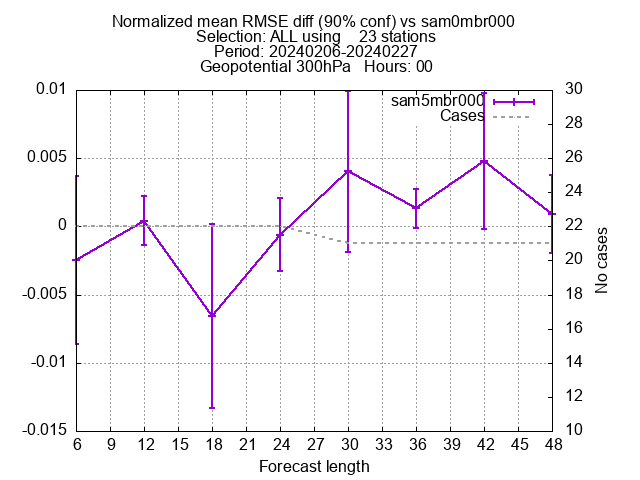 Normalized mean RMSE diff (90% conf) vs sam0mbr000
Selection: ALL using    23 stations
Period: 20240206-20240227
Geopotential 300hPa   Hours: 00
0.01
0.005
0
-0.005
-0.01
-0.015
30
28
26
24
22
20
18
16
14
12
10
sam5mbr000
Cases
No cases
6 9 12 15 18 21 24 27 30 33 36 39 42 45 48
Forecast length